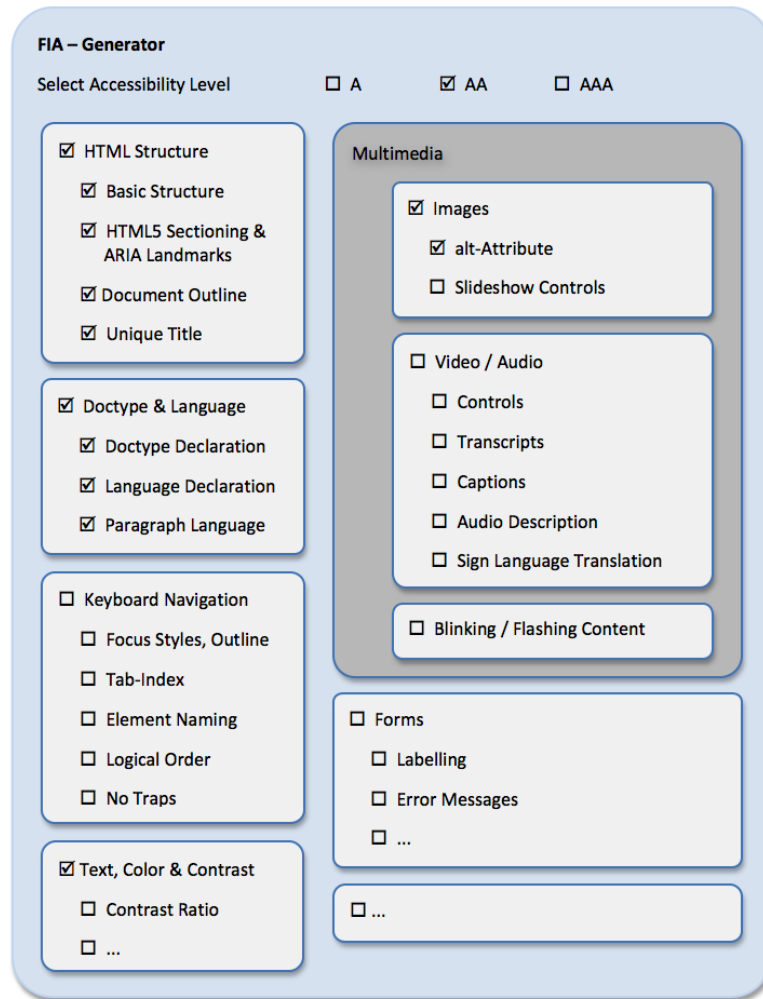 FIA – Generator
Select Accessibility Level ☐ A ☑ AA ☐ AAA
☑ HTML Structure
☑ Basic Structure
☑ HTML5 Sectioning &
ARIA Landmarks
☑ Document Outline
☑ Unique Title
☑ Doctype & Language
☑ Doctype Declaration
☑ Language Declaration
☑ Paragraph Language
☐ Keyboard Navigation
☐ Focus Styles, Outline
☐ Tab-Index
☐ Element Naming
☐ Logical Order
☐ No Traps
☑ Text, Color & Contrast
☐ Contrast Ratio
☐ ...
Multimedia
☑ Images
☑ alt-Attribute
☐ Slideshow Controls
☐ Video / Audio
☐ Controls
☐ Transcripts
☐ Captions
☐ Audio Description
☐ Sign Language Translation
☐ Blinking / Flashing Content
☐ Forms
☐ Labelling
☐ Error Messages
☐ ...
☐ ...